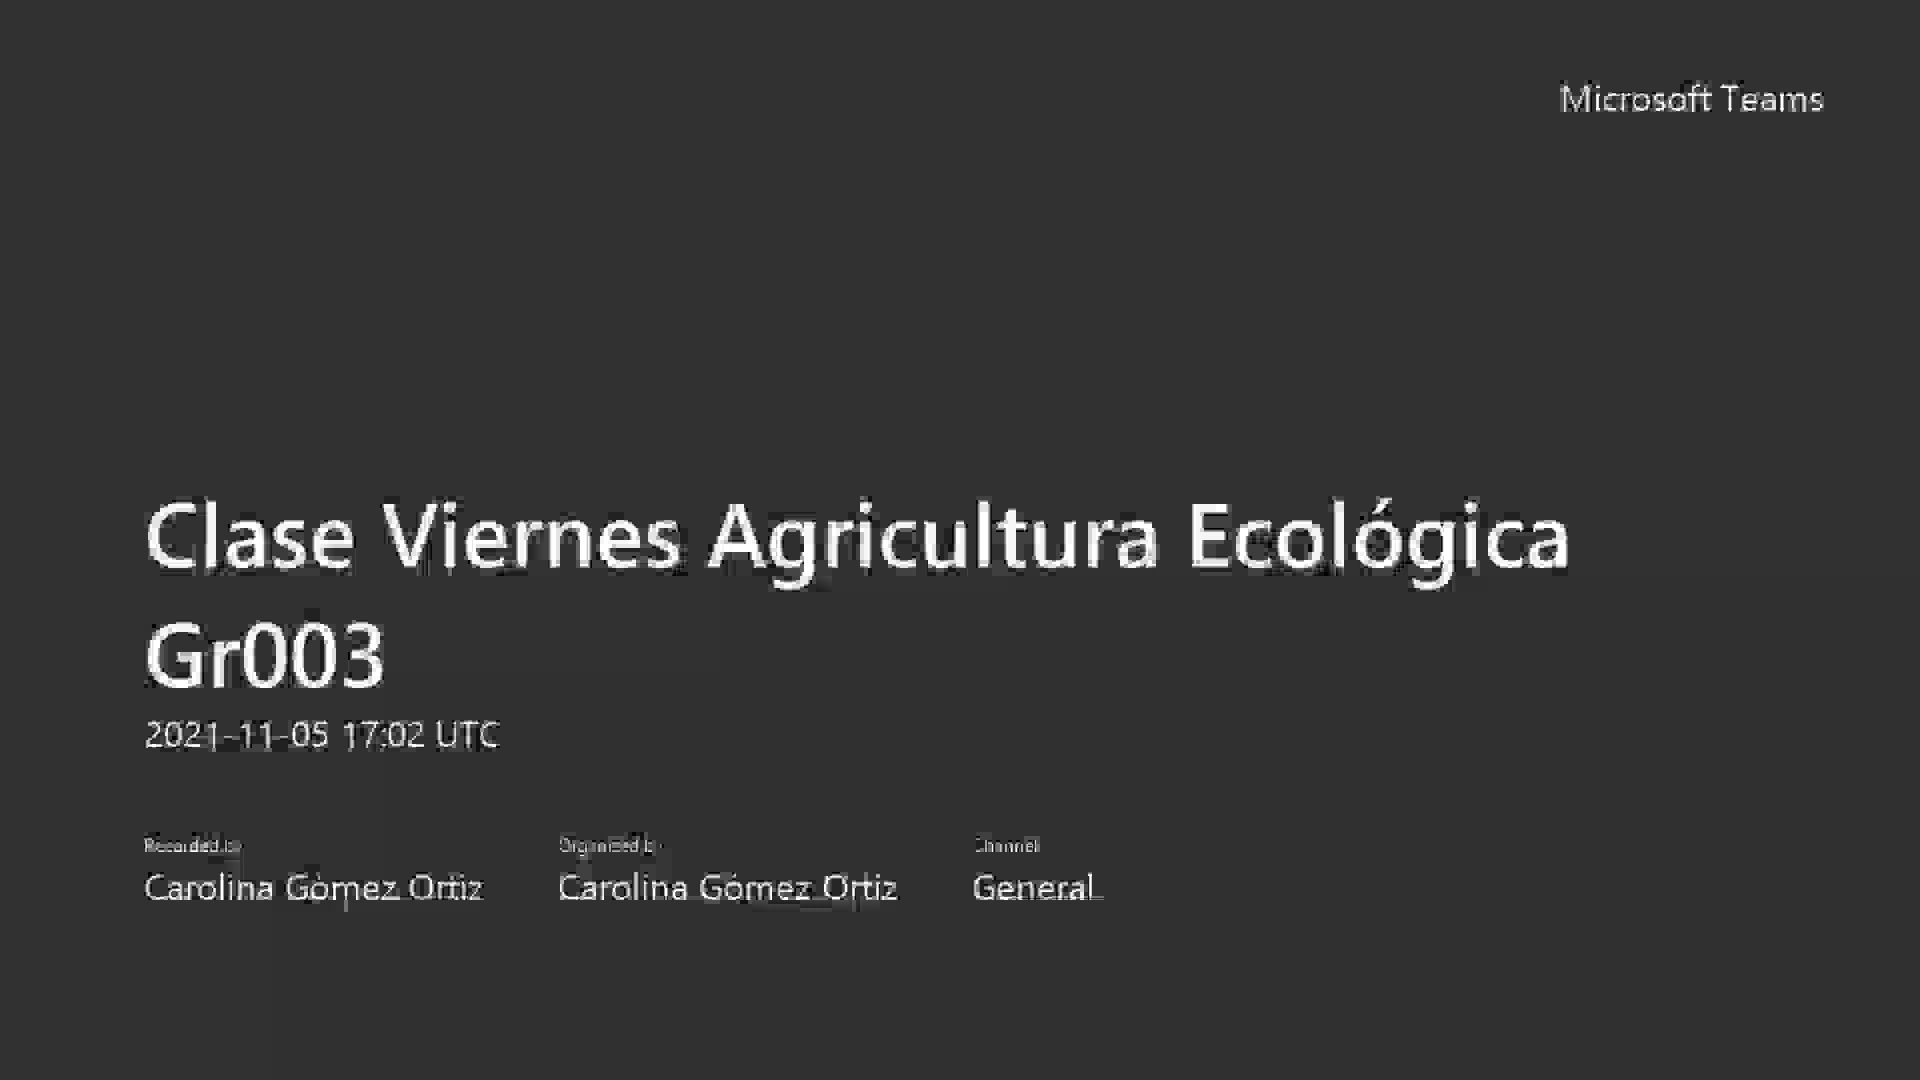 Microsoft Teams
Clase Viernes Agricultura Ecológica
Gr003
2021-11-05 17:02 UTC
Recorded by
Organized by
Channel
Carolina Gómez Ortiz
Carolina Gómez Ortiz
General